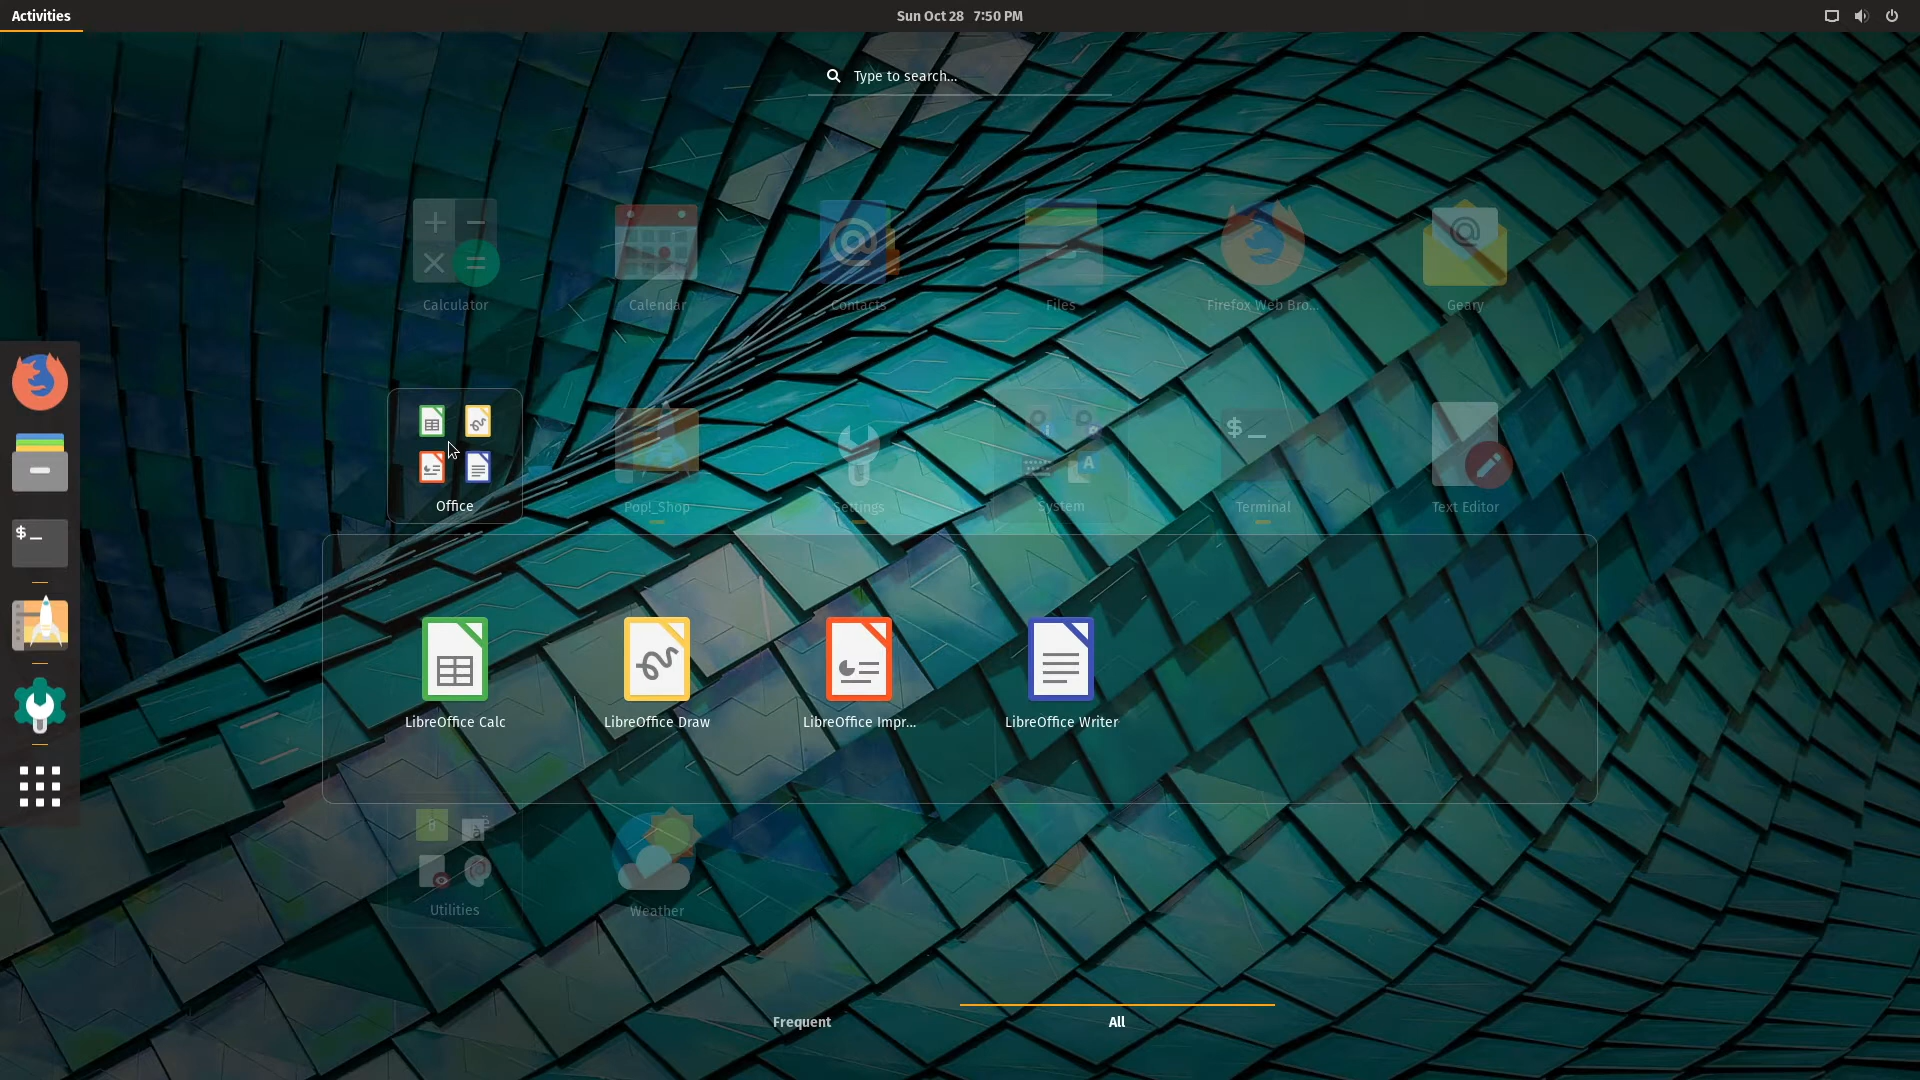 Activities
Sun Oct 28 7:50 PM
Type to search...
Calculator
Calendar
Contacts
Files
Firefox Web Bro...
Geary
Office
Pop!_Shop
Settings
System
Terminal
Text Editor
LibreOffice Calc
LibreOffice Draw
LibreOffice Impr...
LibreOffice Writer
Utilities
Weather
Frequent
All